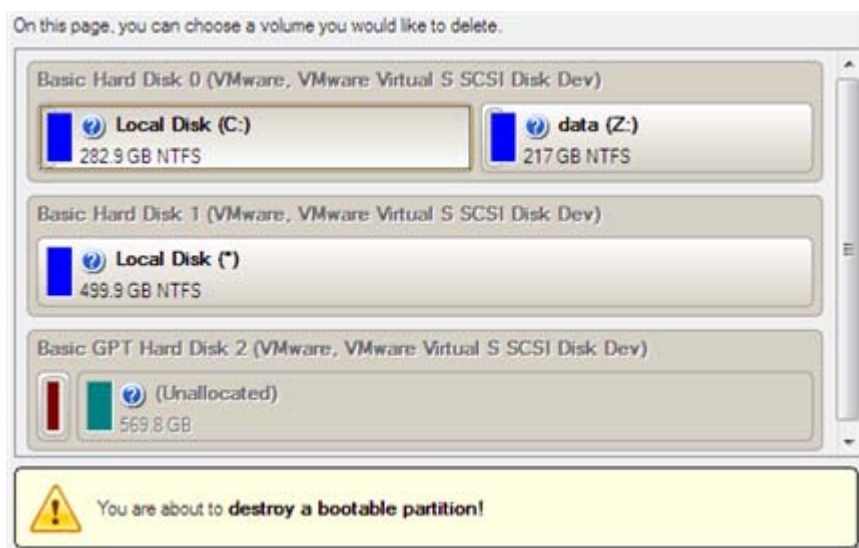 On this page, you can choose a volume you would like to delete.
Basic Hard Disk 0 (VMware, VMware Virtual S SCSI Disk Dev)
Local Disk (C:) data (Z:)
282.9 GB NTFS 217 GB NTFS
Basic Hard Disk 1 (VMware, VMware Virtual S SCSI Disk Dev)
Local Disk (*)
499.9 GB NTFS
Basic GPT Hard Disk 2 (VMware, VMware Virtual S SCSI Disk Dev)
(Unallocated)
569.8 GB
You are about to destroy a bootable partition!